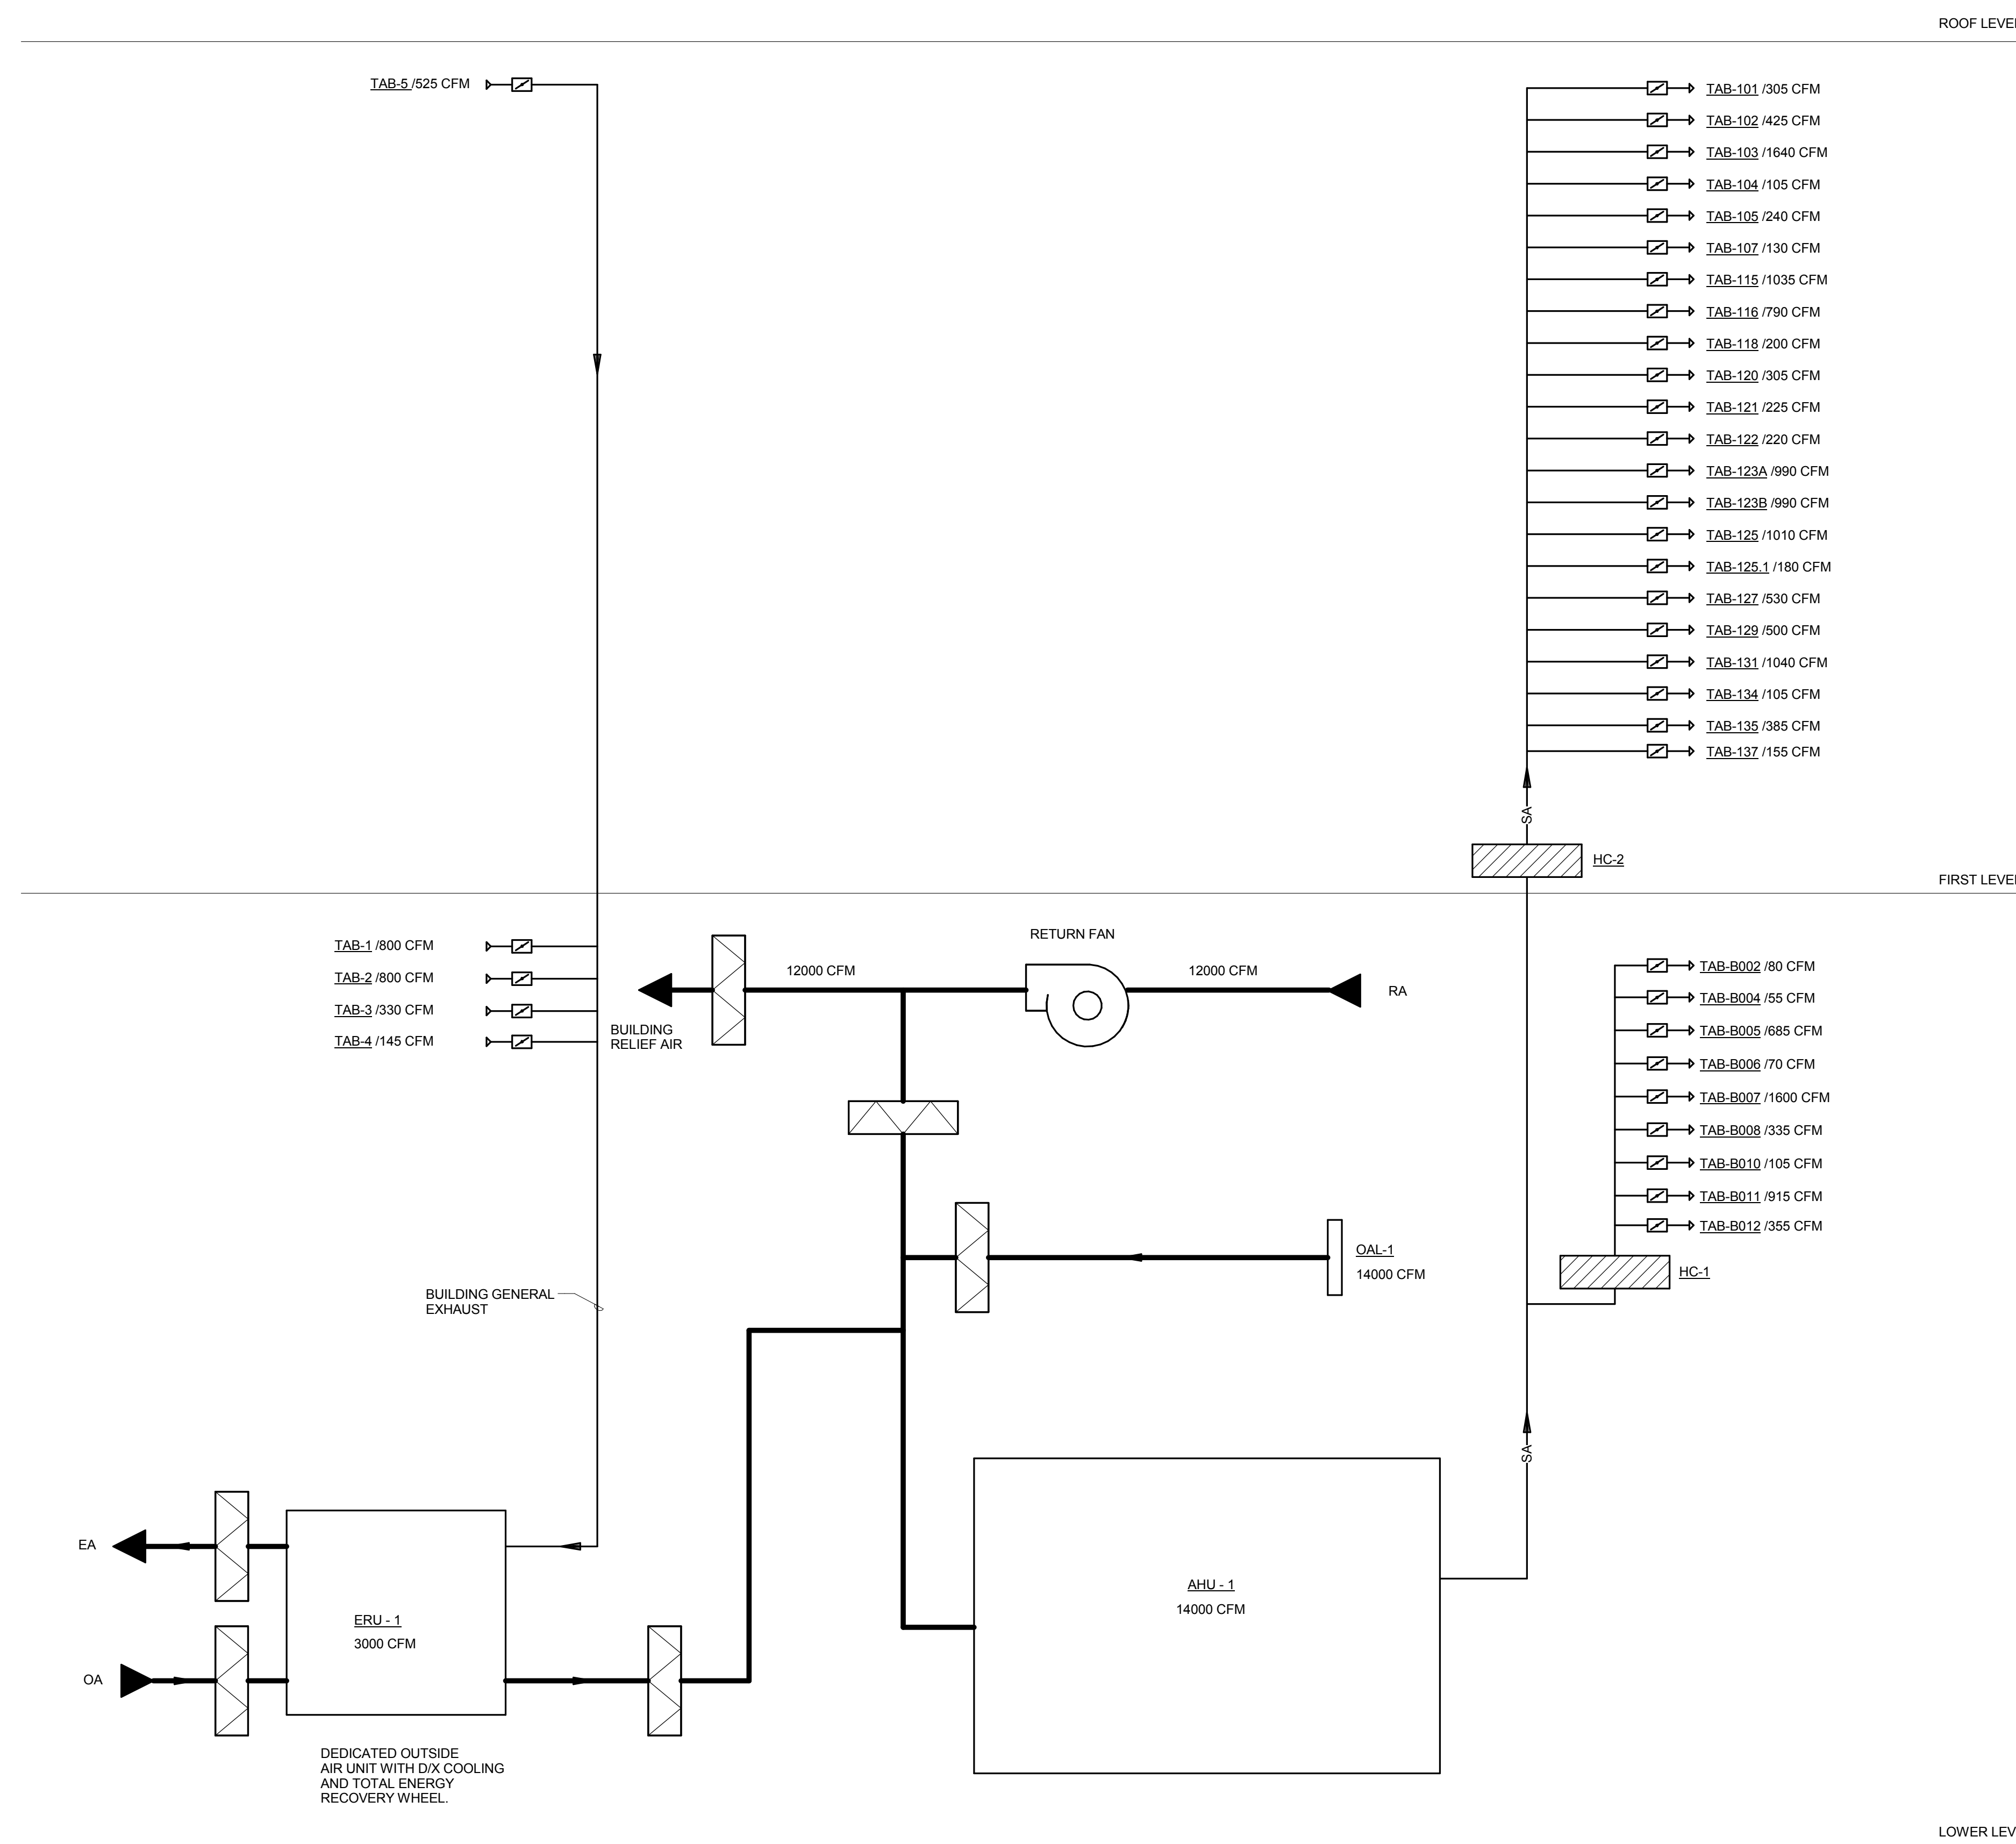 ROOF LEVE
TAB-5 /525 CFM
TAB-101 /305 CFM
TAB-102 /425 CFM
TAB-103 /1640 CFM
TAB-104 /105 CFM
TAB-105 /240 CFM
TAB-107 /130 CFM
TAB-115 /1035 CFM
TAB-116 /790 CFM
TAB-118 /200 CFM
TAB-120 /305 CFM
TAB-121 /225 CFM
TAB-122 /220 CFM
TAB-123A /990 CFM
TAB-123B /990 CFM
TAB-125 /1010 CFM
TAB-125.1 /180 CFM
TAB-127 /530 CFM
TAB-129 /500 CFM
TAB-131 /1040 CFM
TAB-134 /105 CFM
TAB-135 /385 CFM
TAB-137 /155 CFM
SA
HC-2
FIRST LEVE
TAB-1 /800 CFM
TAB-2 /800 CFM
TAB-3 /330 CFM
TAB-4 /145 CFM
BUILDING
RELIEF AIR
12000 CFM
RETURN FAN
12000 CFM
RA
TAB-B002 /80 CFM
TAB-B004 /55 CFM
TAB-B005 /685 CFM
TAB-B006 /70 CFM
TAB-B007 /1600 CFM
TAB-B008 /335 CFM
TAB-B010 /105 CFM
TAB-B011 /915 CFM
TAB-B012 /355 CFM
HC-1
OAL-1
14000 CFM
BUILDING GENERAL
EXHAUST
SA
EA
OA
ERU - 1
3000 CFM
AHU - 1
14000 CFM
DEDICATED OUTSIDE
AIR UNIT WITH D/X COOLING
AND TOTAL ENERGY
RECOVERY WHEEL.
LOWER LEV